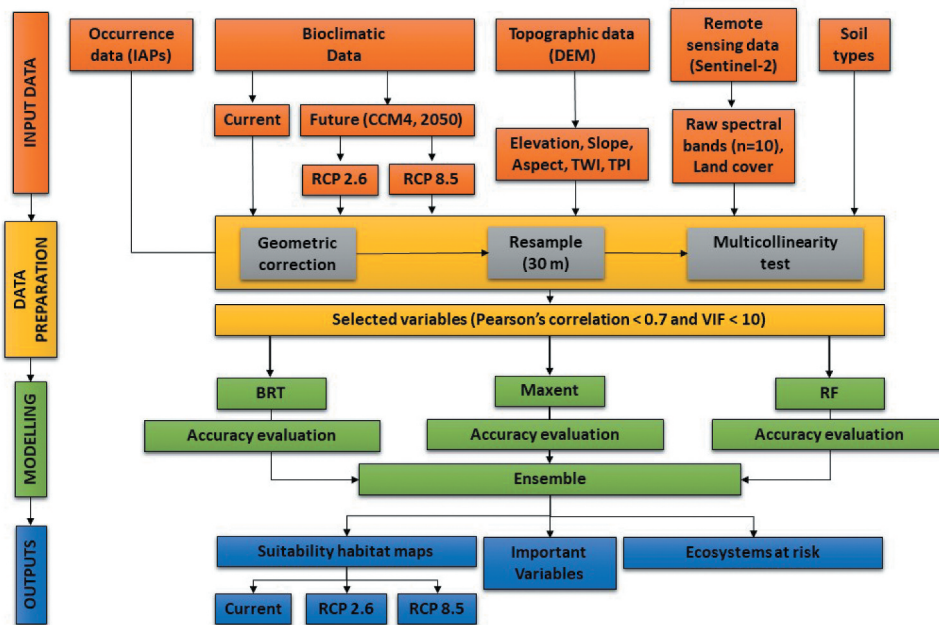 INPUT DATA
Occurrence
data (IAPs)
Bioclimatic
Data
Topographic data
(DEM)
Remote
sensing data
(Sentinel-2)
Soil
types
Current
Future (CCM4, 2050)
RCP 2.6
RCP 8.5
Elevation, Slope,
Aspect, TWI, TPI
Raw spectral
bands (n=10),
Land cover
DATA
PREPARATION
Geometric
correction
Resample
(30 m)
Multicollinearity
test
Selected variables (Pearson's correlation < 0.7 and VIF < 10)
MODELLING
BRT
Maxent
RF
Accuracy evaluation
Accuracy evaluation
Accuracy evaluation
Ensemble
OUTPUTS
Suitability habitat maps
Important
Variables
Ecosystems at risk
Current
RCP 2.6
RCP 8.5